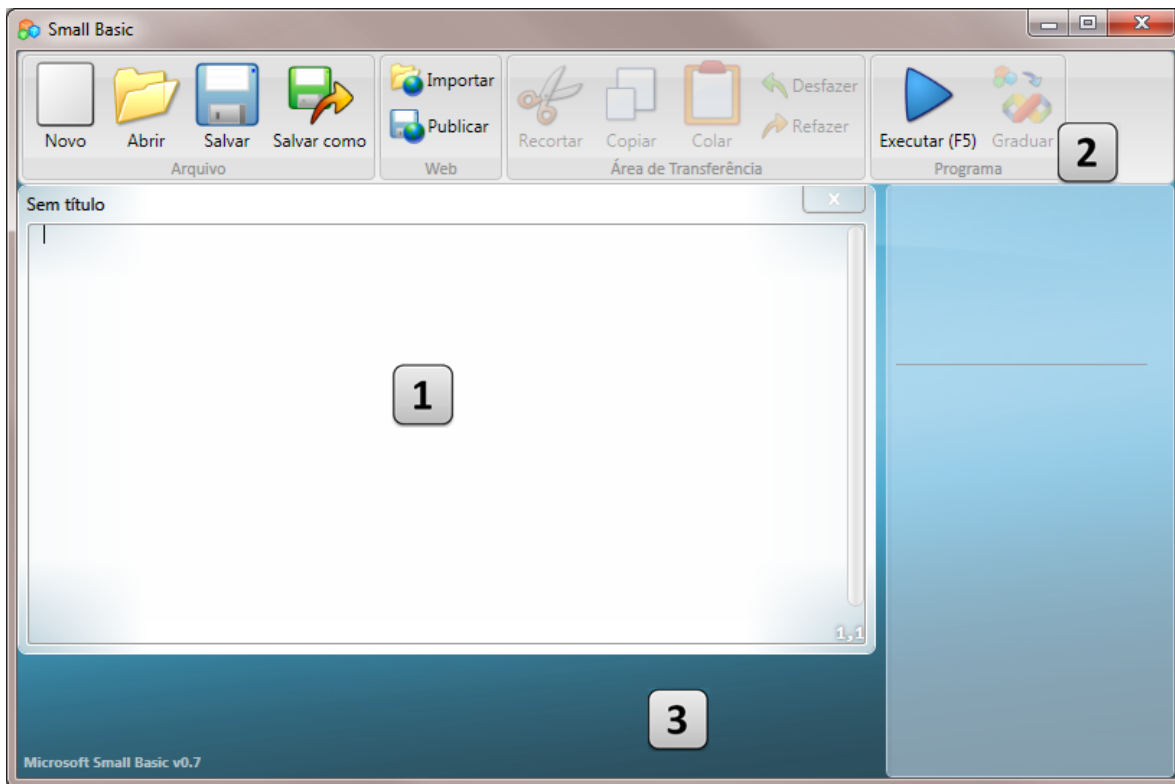 Small Basic
Novo Abrir Salvar Salvar como
Arquivo
Importar
Publicar
Web
Recortar Copiar Colar
Desfazer
Refazer
Área de Transferência
Executar (F5) Graduar
Programa
2
Sem título
X
1
1,1
3
Microsoft Small Basic v0.7